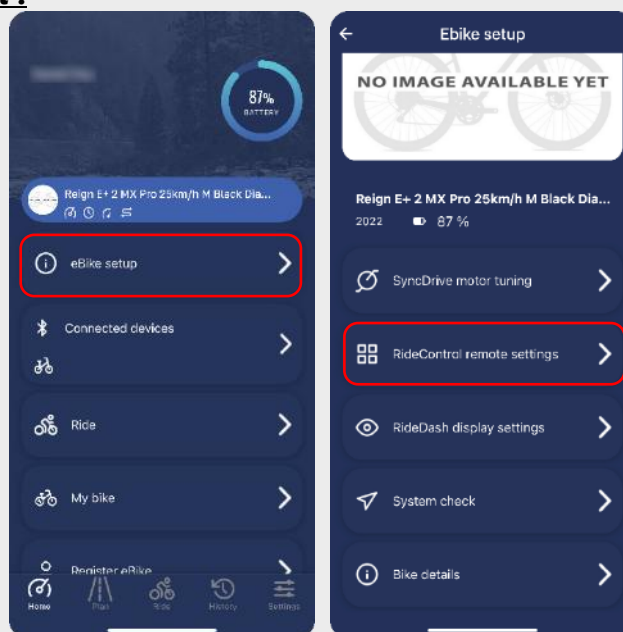 87%
BATTERY
Reign E+ 2 MX Pro 25km/h M Black Dia...
eBike setup
Connected devices
Ride
My bike
Register eBike
Home
Plan
Ride
History
Settings
Ebike setup
NO IMAGE AVAILABLE YET
Reign E+ 2 MX Pro 25km/h M Black Dia...
2022 87 %
SyncDrive motor tuning
RideControl remote settings
RideDash display settings
System check
Bike details